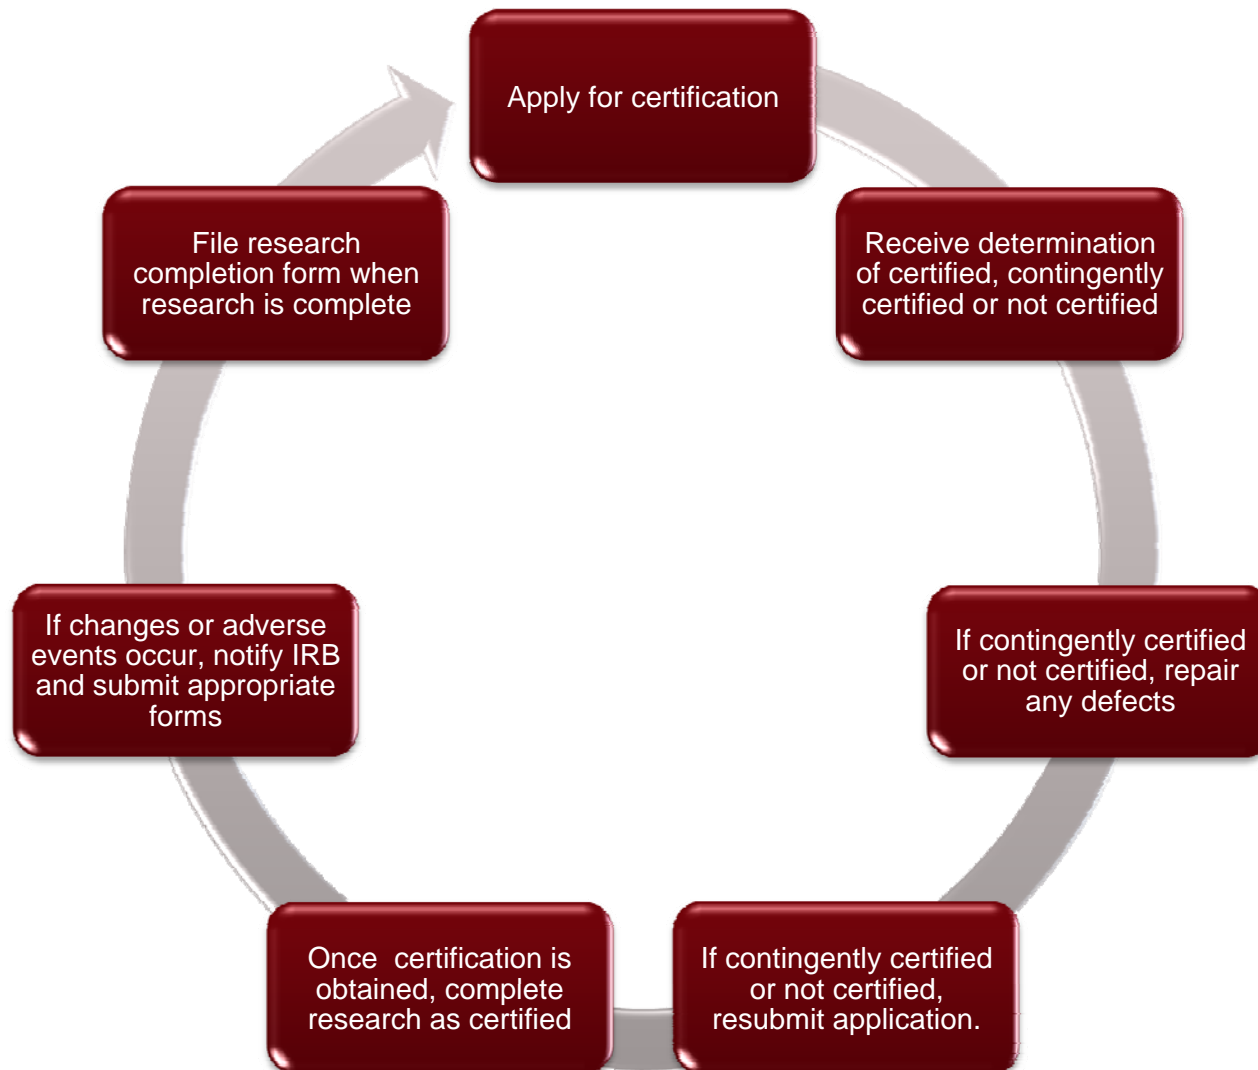 Apply for certification
Receive determination
of certified, contingently
certified or not certified
If contingently certified
or not certified, repair
any defects
If contingently certified
or not certified,
resubmit application.
Once certification is
obtained, complete
research as certified
If changes or adverse
events occur, notify IRB
and submit appropriate
forms
File research
completion form when
research is complete